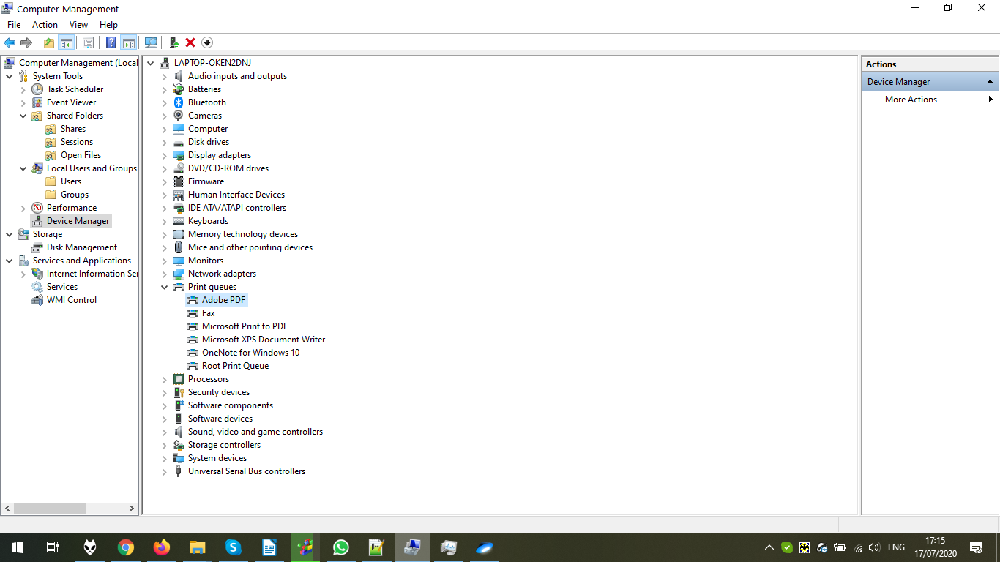 Computer Management
File Action View Help
Computer Management (Local
System Tools
Task Scheduler
Event Viewer
Shared Folders
Shares
Sessions
Open Files
Local Users and Groups
Users
Groups
Performance
Device Manager
Storage
Disk Management
Services and Applications
Internet Information Ser
Services
WMI Control
LAPTOP-OKEN2DNJ
Audio inputs and outputs
Batteries
Bluetooth
Cameras
Computer
Disk drives
Display adapters
DVD/CD-ROM drives
Firmware
Human Interface Devices
IDE ATA/ATAPI controllers
Keyboards
Memory technology devices
Mice and other pointing devices
Monitors
Network adapters
Print queues
Adobe PDF
Fax
Microsoft Print to PDF
Microsoft XPS Document Writer
OneNote for Windows 10
Root Print Queue
Processors
Security devices
Software components
Software devices
Sound, video and game controllers
Storage controllers
System devices
Universal Serial Bus controllers
Actions
Device Manager
More Actions
ENG
17:15
17/07/2020